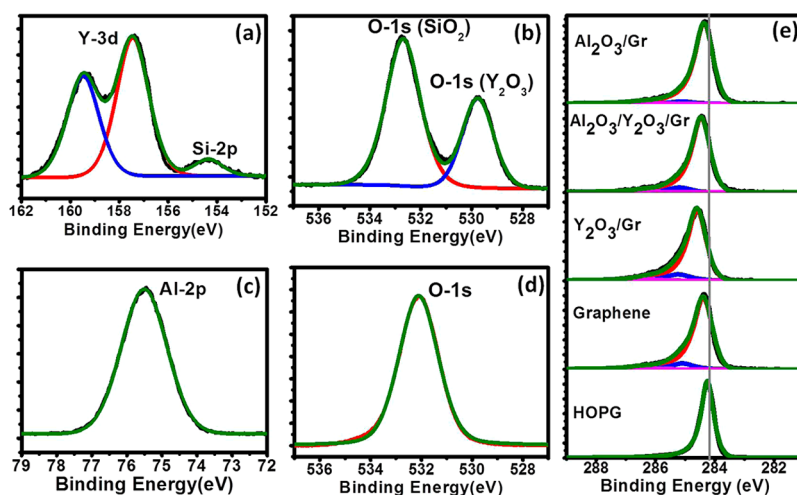 Y-3d
(a)
Si-2p
162 160 158 156 154 152
Binding Energy(eV)
O-1s (SiO₂)
(b)
O-1s (Y₂O₃)
536 534 532 530 528
Binding Energy(eV)
Al-2p
(c)
79 78 77 76 75 74 73 72
Binding Energy(eV)
O-1s
(d)
536 534 532 530 528
Binding Energy(eV)
(e)
Al₂O₃/Gr
Al₂O₃/Y₂O₃/Gr
Y₂O₃/Gr
Graphene
HOPG
288 286 284 282
Binding Energy (eV)